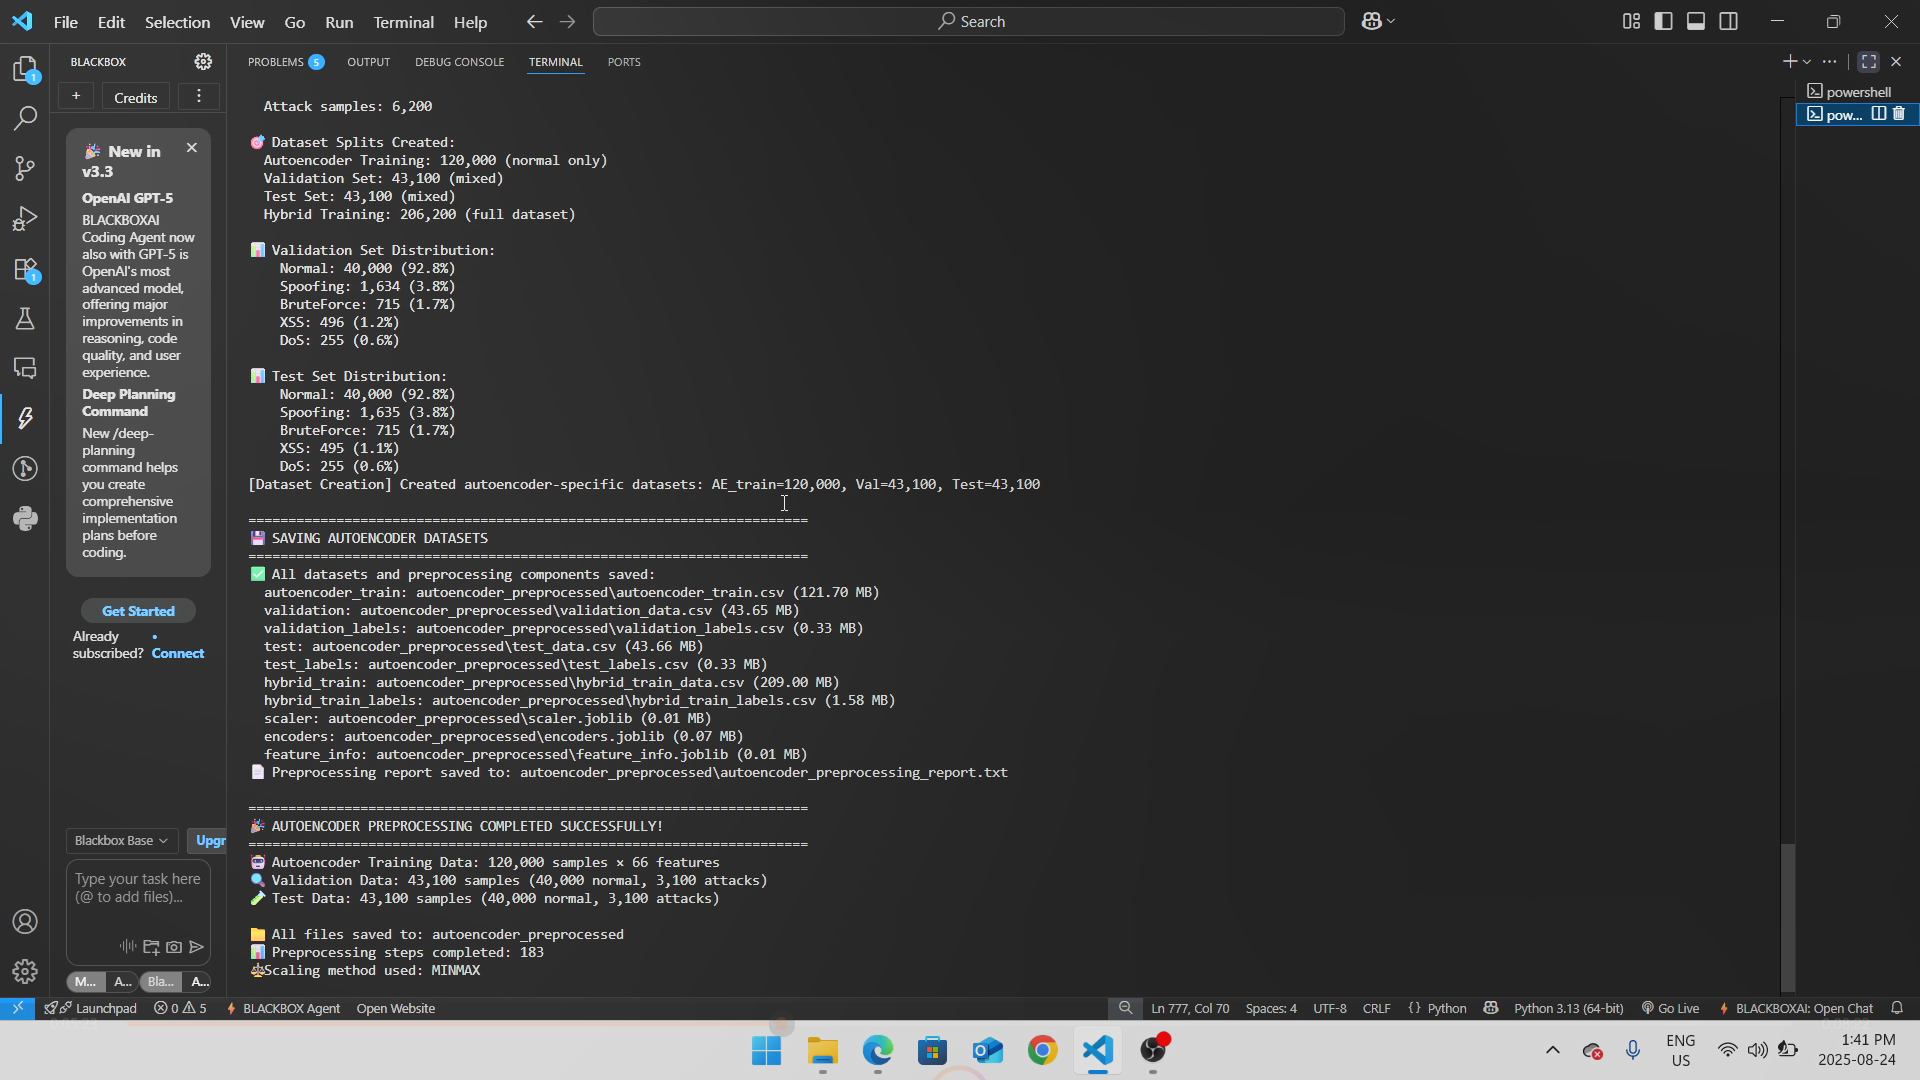 File Edit Selection View Go Run Terminal Help
Search
BLACKBOX
PROBLEMS 5 OUTPUT DEBUG CONSOLE TERMINAL PORTS
+ Credits
powershell
pow...
New in
v3.3
OpenAI GPT-5
BLACKBOXAI
Coding Agent now
also with GPT-5 is
OpenAI's most
advanced model,
offering major
improvements in
reasoning, code
quality, and user
experience.
Deep Planning
Command
New /deep-
planning
command helps
you create
comprehensive
implementation
plans before
coding.
Get Started
Already
subscribed? • Connect
Blackbox Base
Upgr
Type your task here
(@ to add files)...
M... A... Bla... A...
1
1
Attack samples: 6,200
🎯 Dataset Splits Created:
Autoencoder Training: 120,000 (normal only)
Validation Set: 43,100 (mixed)
Test Set: 43,100 (mixed)
Hybrid Training: 206,200 (full dataset)
📊 Validation Set Distribution:
Normal: 40,000 (92.8%)
Spoofing: 1,634 (3.8%)
BruteForce: 715 (1.7%)
XSS: 496 (1.2%)
DoS: 255 (0.6%)
📊 Test Set Distribution:
Normal: 40,000 (92.8%)
Spoofing: 1,635 (3.8%)
BruteForce: 715 (1.7%)
XSS: 495 (1.1%)
DoS: 255 (0.6%)
[Dataset Creation] Created autoencoder-specific datasets: AE_train=120,000, Val=43,100, Test=43,100
======================================================================
💾 SAVING AUTOENCODER DATASETS
======================================================================
✅ All datasets and preprocessing components saved:
autoencoder_train: autoencoder_preprocessed\autoencoder_train.csv (121.70 MB)
validation: autoencoder_preprocessed\validation_data.csv (43.65 MB)
validation_labels: autoencoder_preprocessed\validation_labels.csv (0.33 MB)
test: autoencoder_preprocessed\test_data.csv (43.66 MB)
test_labels: autoencoder_preprocessed\test_labels.csv (0.33 MB)
hybrid_train: autoencoder_preprocessed\hybrid_train_data.csv (209.00 MB)
hybrid_train_labels: autoencoder_preprocessed\hybrid_train_labels.csv (1.58 MB)
scaler: autoencoder_preprocessed\scaler.joblib (0.01 MB)
encoders: autoencoder_preprocessed\encoders.joblib (0.07 MB)
feature_info: autoencoder_preprocessed\feature_info.joblib (0.01 MB)
📄 Preprocessing report saved to: autoencoder_preprocessed\autoencoder_preprocessing_report.txt
======================================================================
🎉 AUTOENCODER PREPROCESSING COMPLETED SUCCESSFULLY!
======================================================================
🤖 Autoencoder Training Data: 120,000 samples × 66 features
🔍 Validation Data: 43,100 samples (40,000 normal, 3,100 attacks)
🧪 Test Data: 43,100 samples (40,000 normal, 3,100 attacks)
📁 All files saved to: autoencoder_preprocessed
📊 Preprocessing steps completed: 183
⚖️Scaling method used: MINMAX
Launchpad 0 5 BLACKBOX Agent Open Website Ln 777, Col 70 Spaces: 4 UTF-8 CRLF {} Python Python 3.13 (64-bit) Go Live BLACKBOXAI: Open Chat
ENG
US
1:41 PM
2025-08-24